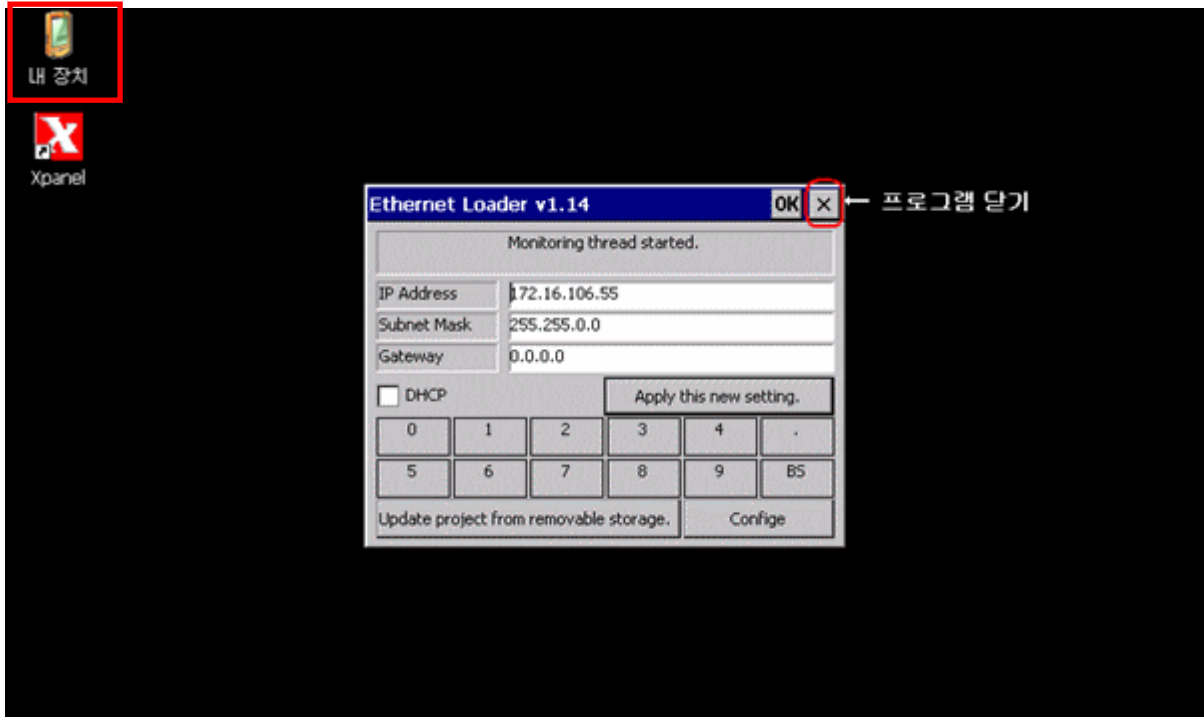 내 장치
Xpanel
Ethernet Loader v1.14 OK × ← 프로그램 닫기
Monitoring thread started.
IP Address 172.16.106.55
Subnet Mask 255.255.0.0
Gateway 0.0.0.0
DHCP Apply this new setting.
0 1 2 3 4 .
5 6 7 8 9 BS
Update project from removable storage. Confige